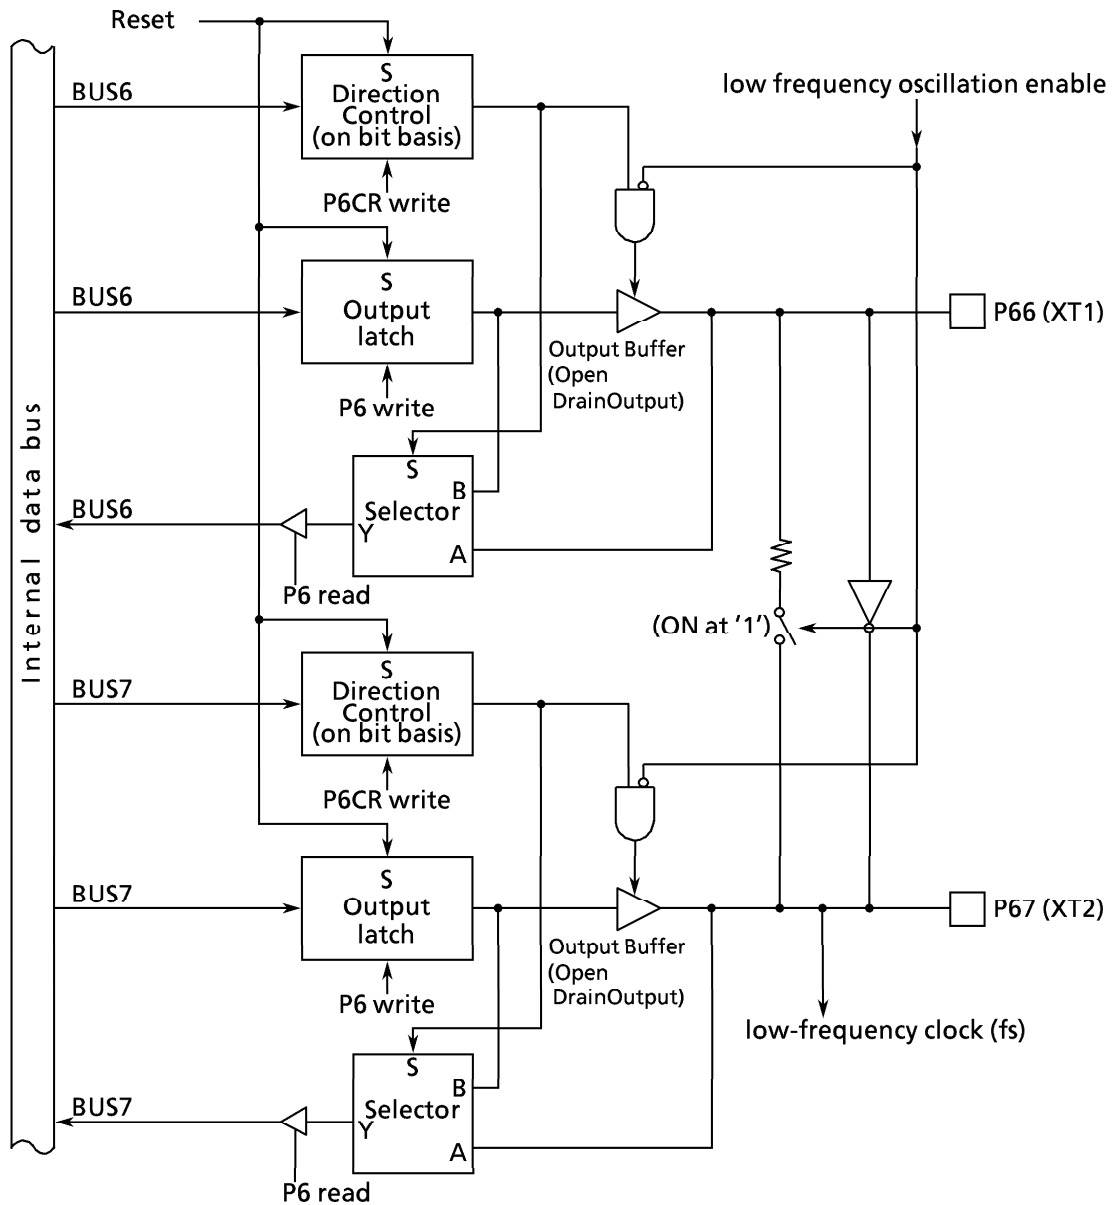 Reset
low frequency oscillation enable
BUS6
S
Direction
Control
(on bit basis)
P6CR write
BUS6
S
Output
latch
P6 write
Output Buffer
(Open
DrainOutput)
P66 (XT1)
BUS6
S
B
Selector
Y
A
P6 read
Internal data bus
(ON at ‘1’)
BUS7
S
Direction
Control
(on bit basis)
P6CR write
BUS7
S
Output
latch
P6 write
Output Buffer
(Open
DrainOutput)
P67 (XT2)
low-frequency clock (fs)
BUS7
S
B
Selector
Y
A
P6 read